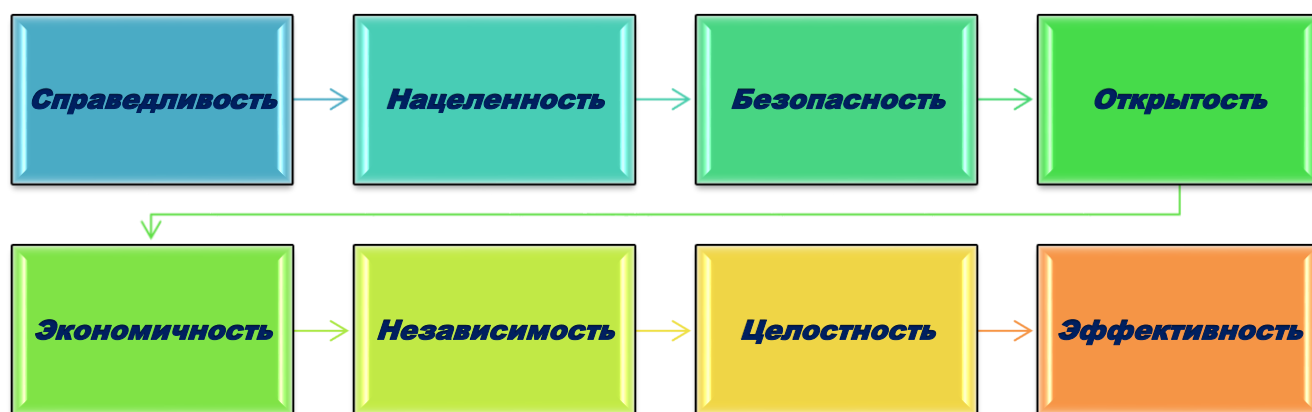 Справедливость
Нацеленность
Безопасность
Открытость
Экономичность
Независимость
Целостность
Эффективность